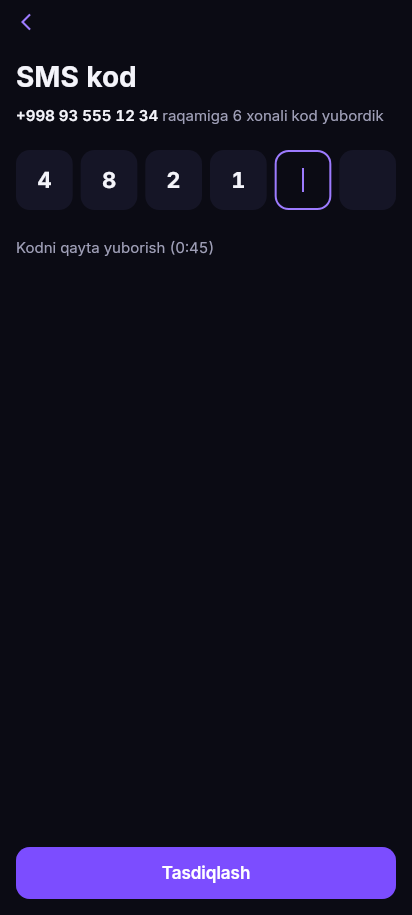 SMS kod
+998 93 555 12 34 raqamiga 6 xonali kod yubordik
4 8 2 1
Kodni qayta yuborish (0:45)
Tasdiqlash